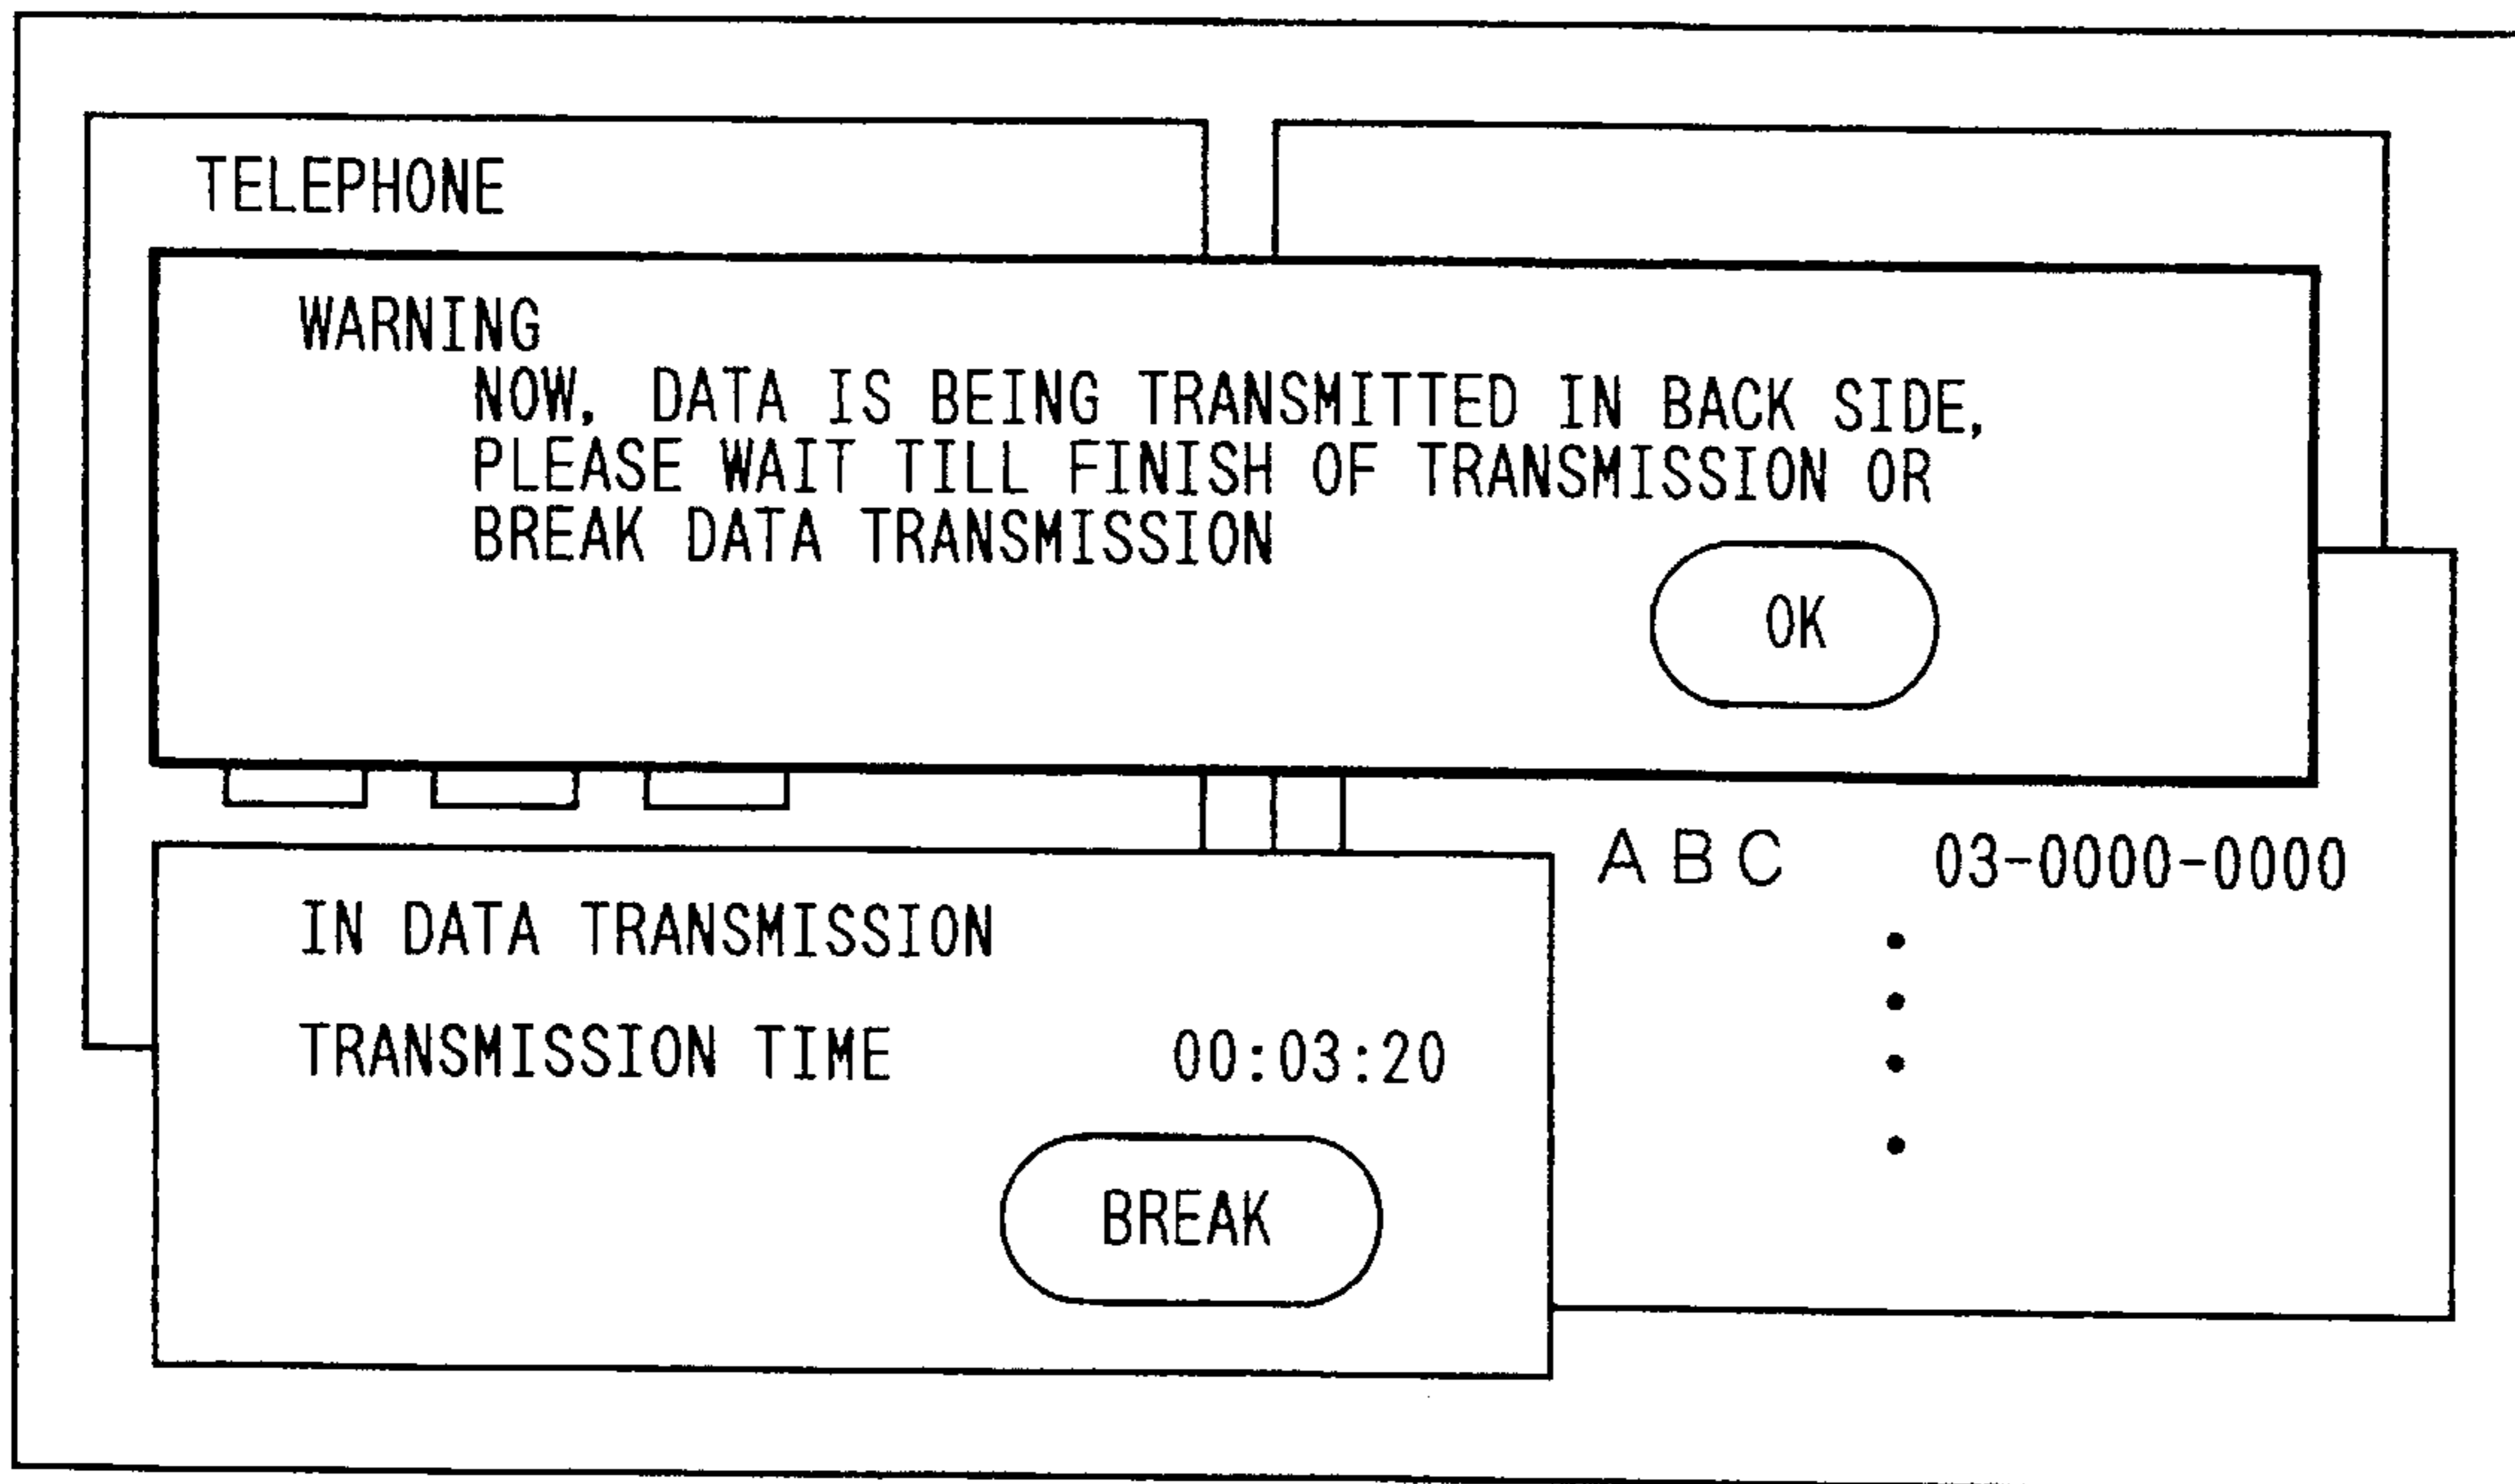 TELEPHONE
WARNING
NOW, DATA IS BEING TRANSMITTED IN BACK SIDE,
PLEASE WAIT TILL FINISH OF TRANSMISSION OR
BREAK DATA TRANSMISSION
OK
ABC 03-0000-0000
IN DATA TRANSMISSION
TRANSMISSION TIME 00:03:20
BREAK